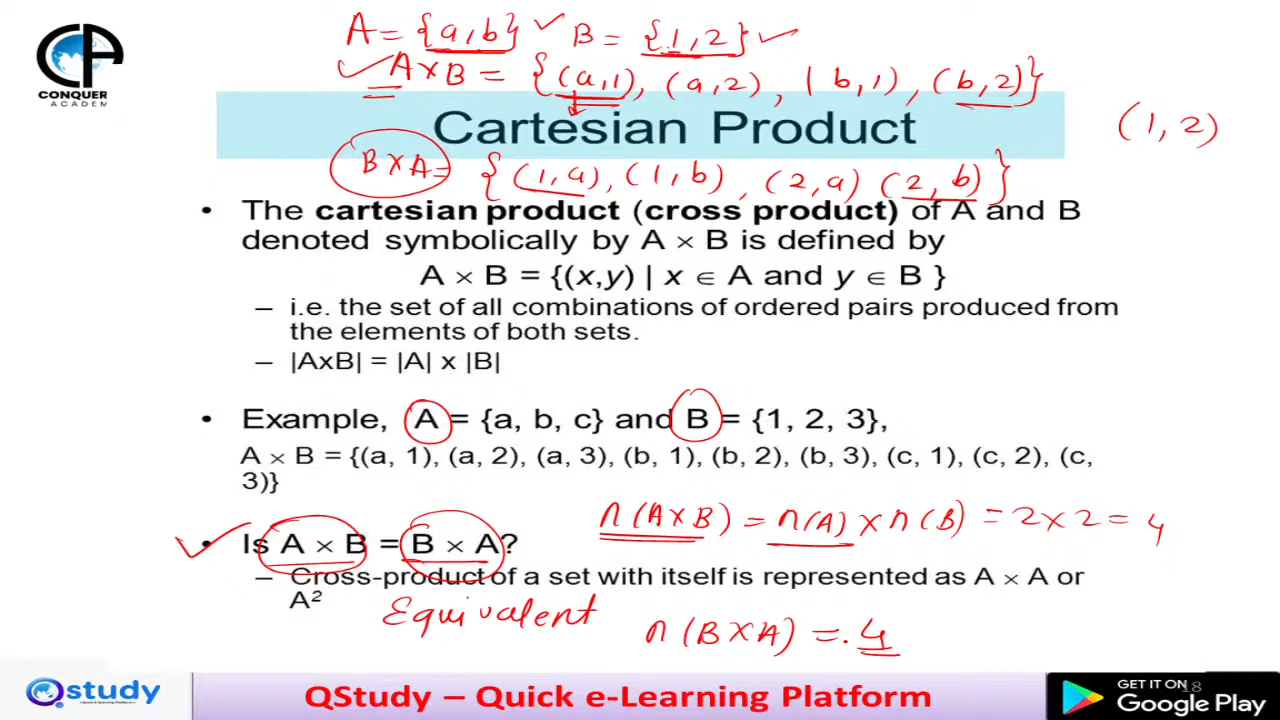 A = {a, b} ✓ B = {1, 2} ✓
✓ A × B = {(a, 1), (a, 2), (b, 1), (b, 2)}
CONQUER
ACADEM
Cartesian Product
(1, 2)
B × A = {(1, a), (1, b), (2, a) (2, b)}
• The cartesian product (cross product) of A and B
denoted symbolically by A × B is defined by
A × B = {(x,y) | x ∈ A and y ∈ B }
– i.e. the set of all combinations of ordered pairs produced from
the elements of both sets.
– |AxB| = |A| x |B|
• Example, A = {a, b, c} and B = {1, 2, 3},
A × B = {(a, 1), (a, 2), (a, 3), (b, 1), (b, 2), (b, 3), (c, 1), (c, 2), (c,
3)}
n(A×B) = n(A) × n(B) = 2 × 2 = 4
• Is A × B = B × A?
– Cross-product of a set with itself is represented as A × A or
A²
Equivalent
n(B×A) = . 4
Qstudy
QStudy – Quick e-Learning Platform
GET IT ON 18
Google Play